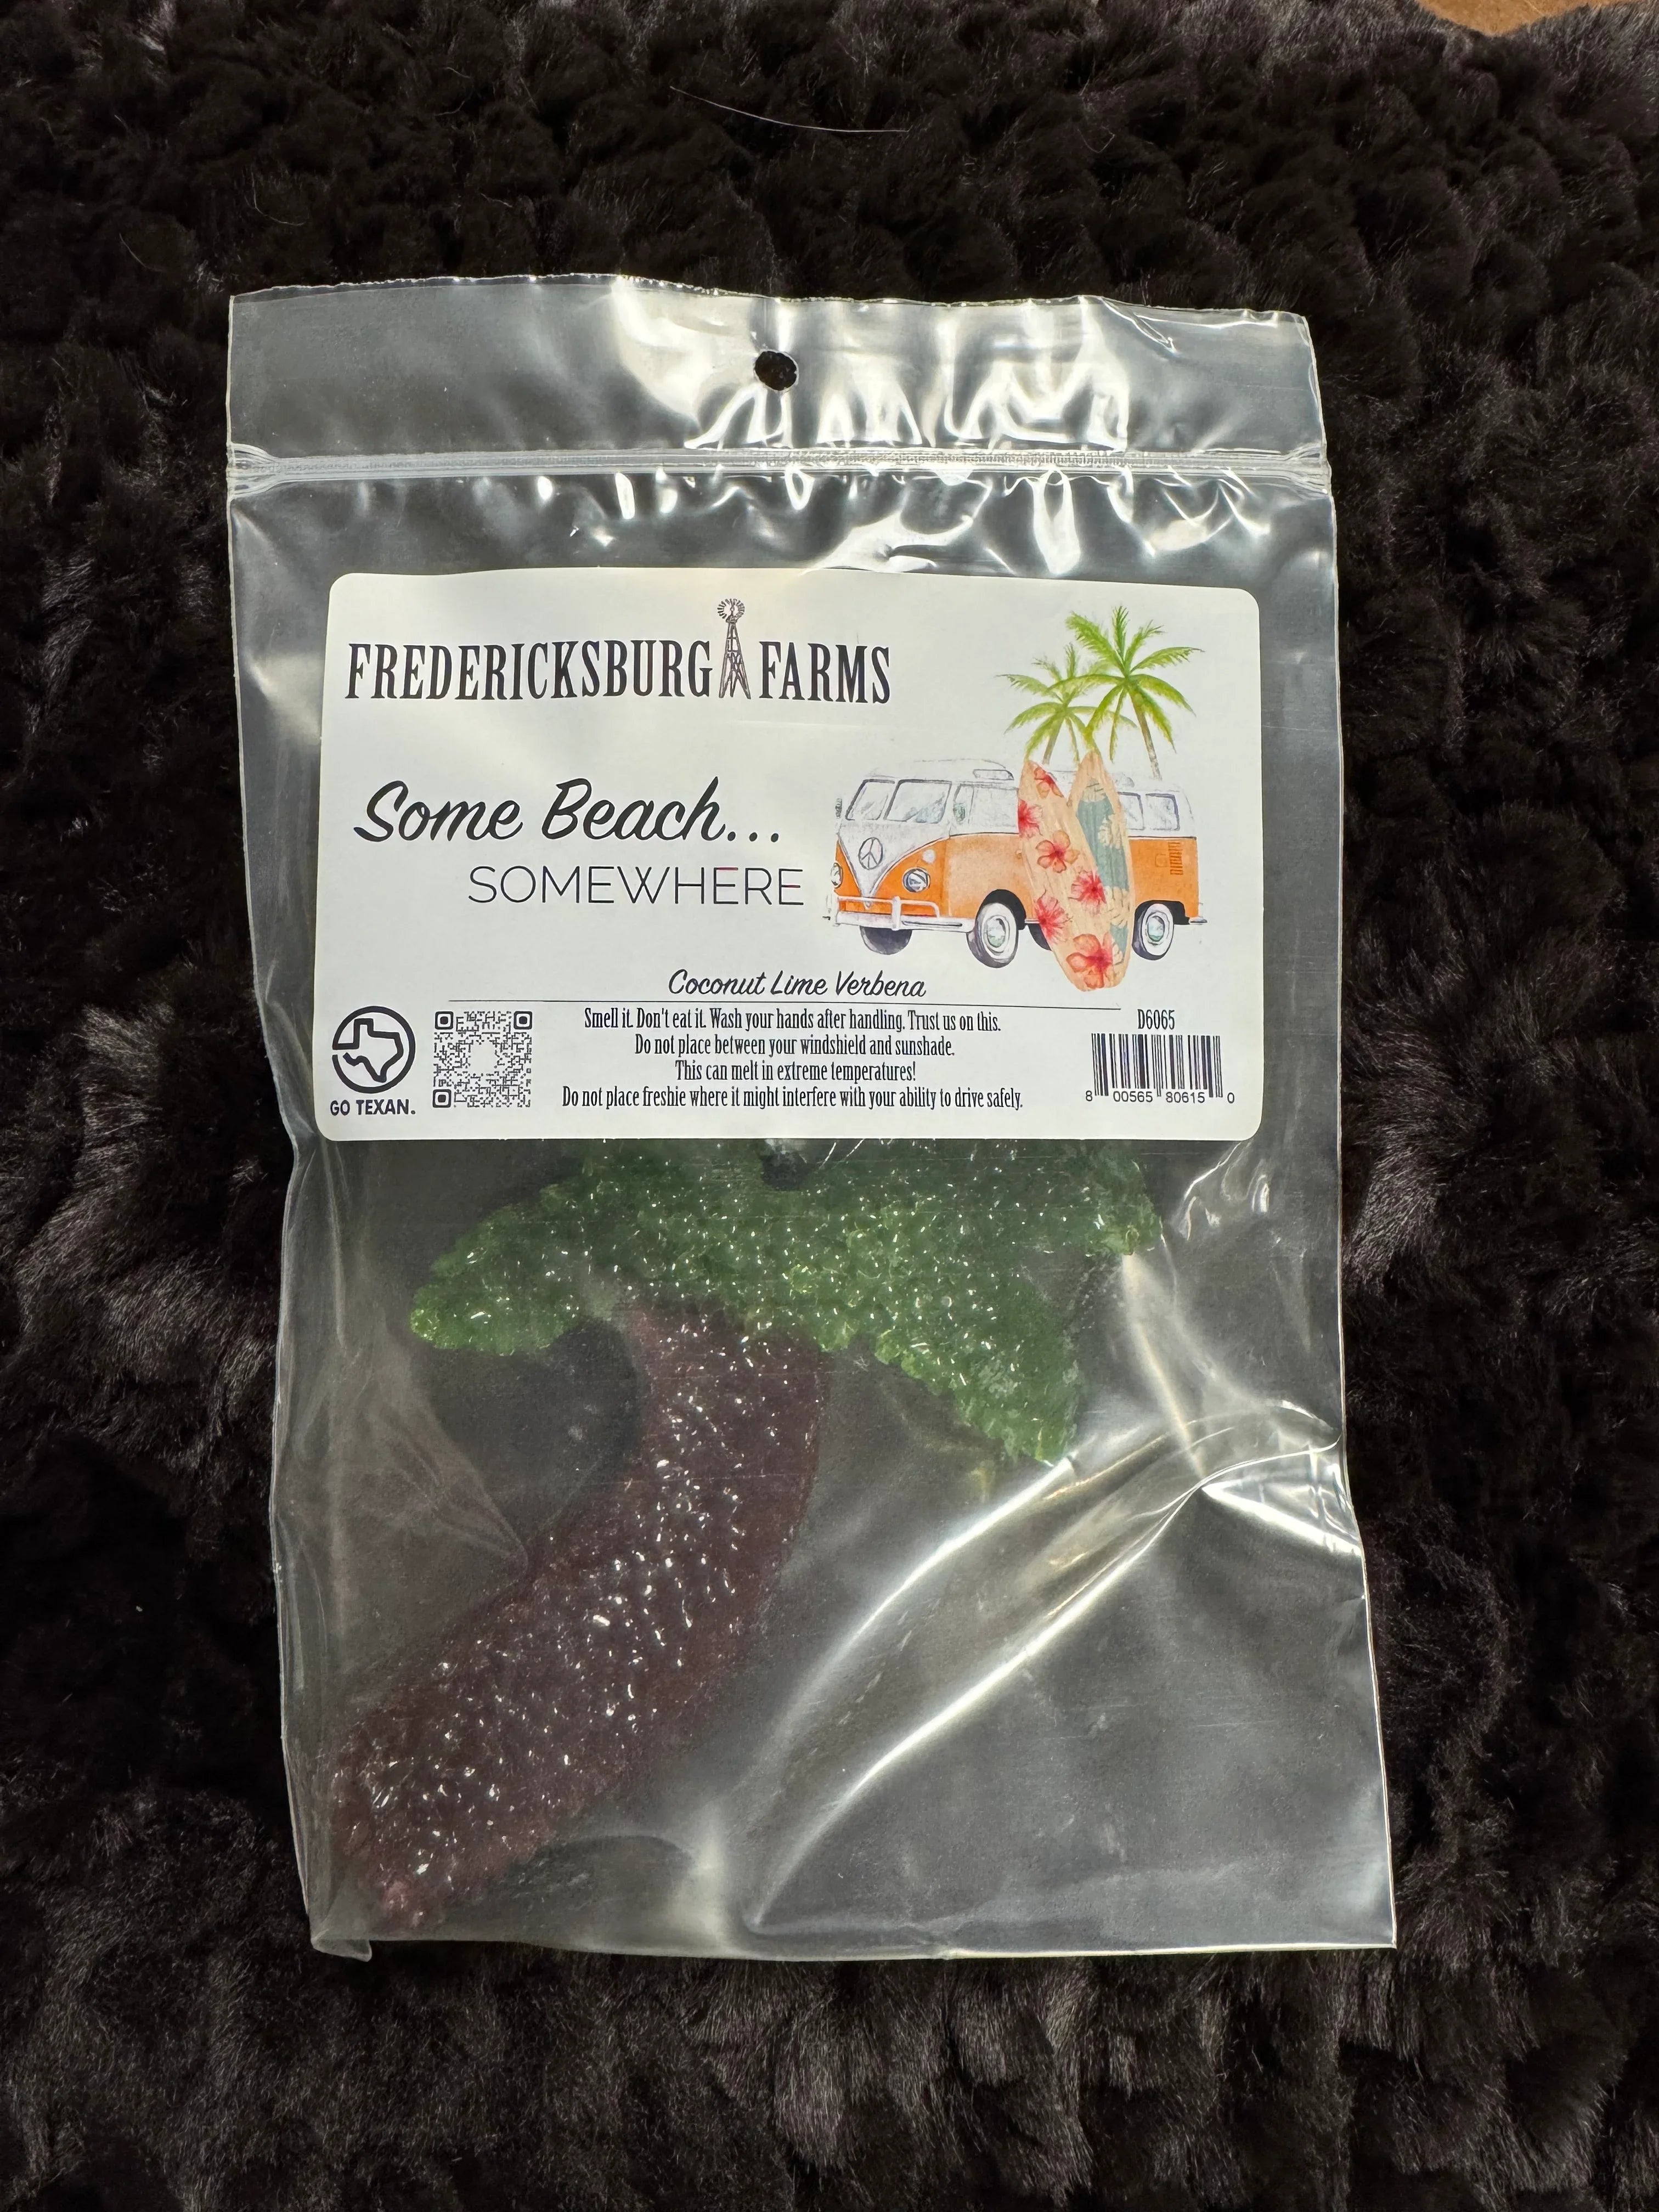 FREDERICKSBURG FARMS
Some Beach...
SOMEWHERE
Coconut Lime Verbena
Smell it. Don't eat it. Wash your hands after handling. Trust us on this.
Do not place between your windshield and sunshade.
This can melt in extreme temperatures!
Do not place freshie where it might interfere with your ability to drive safely.
GO TEXAN.
D6065
8 00565 80615 0